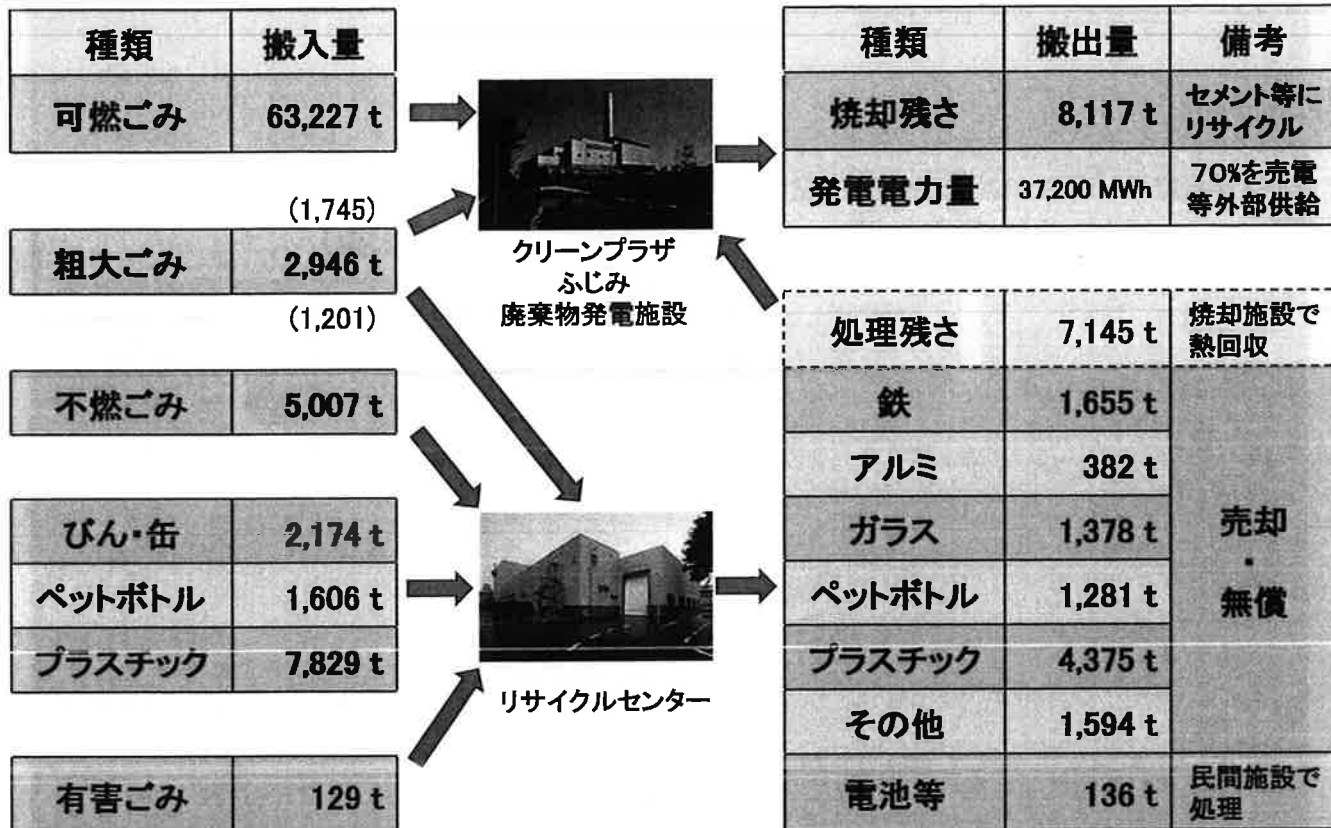 種類 搬入量
可燃ごみ 63,227 t
(1,745)
粗大ごみ 2,946 t
(1,201)
不燃ごみ 5,007 t
びん・缶 2,174 t
ペットボトル 1,606 t
プラスチック 7,829 t
有害ごみ 129 t
クリーンプラザ
ふじみ
廃棄物発電施設
リサイクルセンター
種類 搬出量 備考
焼却残さ 8,117 t セメント等に
リサイクル
発電電力量 37,200 MWh 70%を売電
等外部供給
処理残さ 7,145 t 焼却施設で
熱回収
鉄 1,655 t
アルミ 382 t
ガラス 1,378 t
ペットボトル 1,281 t
プラスチック 4,375 t
その他 1,594 t
売却
・
無償
電池等 136 t 民間施設で
処理